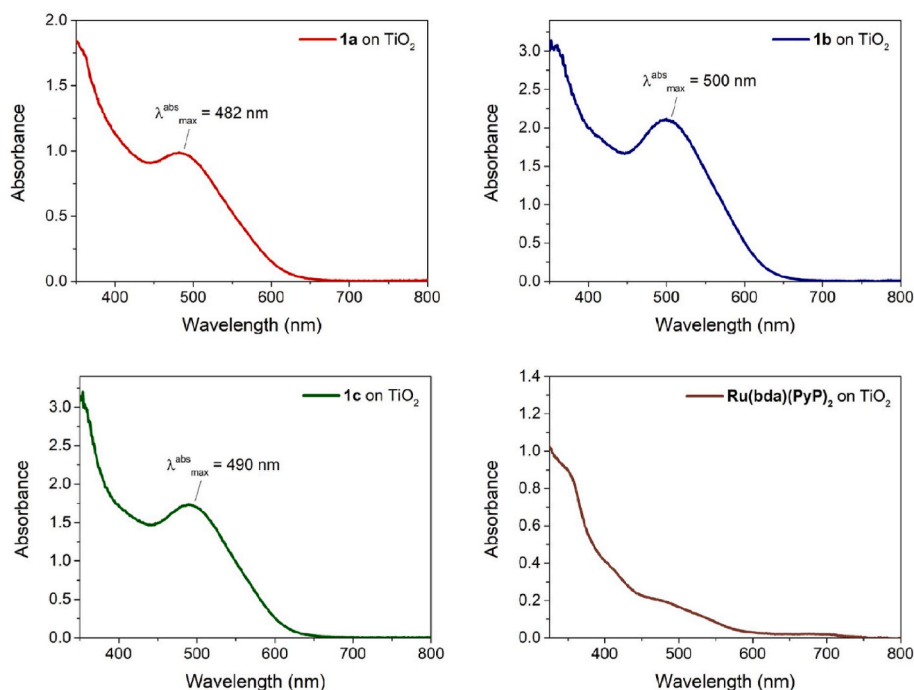 2.0
1.5
1.0
0.5
0.0
Absorbance
1a on TiO₂
λᵃᵇˢₘₐₓ = 482 nm
400 500 600 700 800
Wavelength (nm)
3.0
2.5
2.0
1.5
1.0
0.5
0.0
Absorbance
1b on TiO₂
λᵃᵇˢₘₐₓ = 500 nm
400 500 600 700 800
Wavelength (nm)
3.0
2.5
2.0
1.5
1.0
0.5
0.0
Absorbance
1c on TiO₂
λᵃᵇˢₘₐₓ = 490 nm
400 500 600 700 800
Wavelength (nm)
1.4
1.2
1.0
0.8
0.6
0.4
0.2
0.0
Absorbance
Ru(bda)(PyP)₂ on TiO₂
400 500 600 700 800
Wavelength (nm)